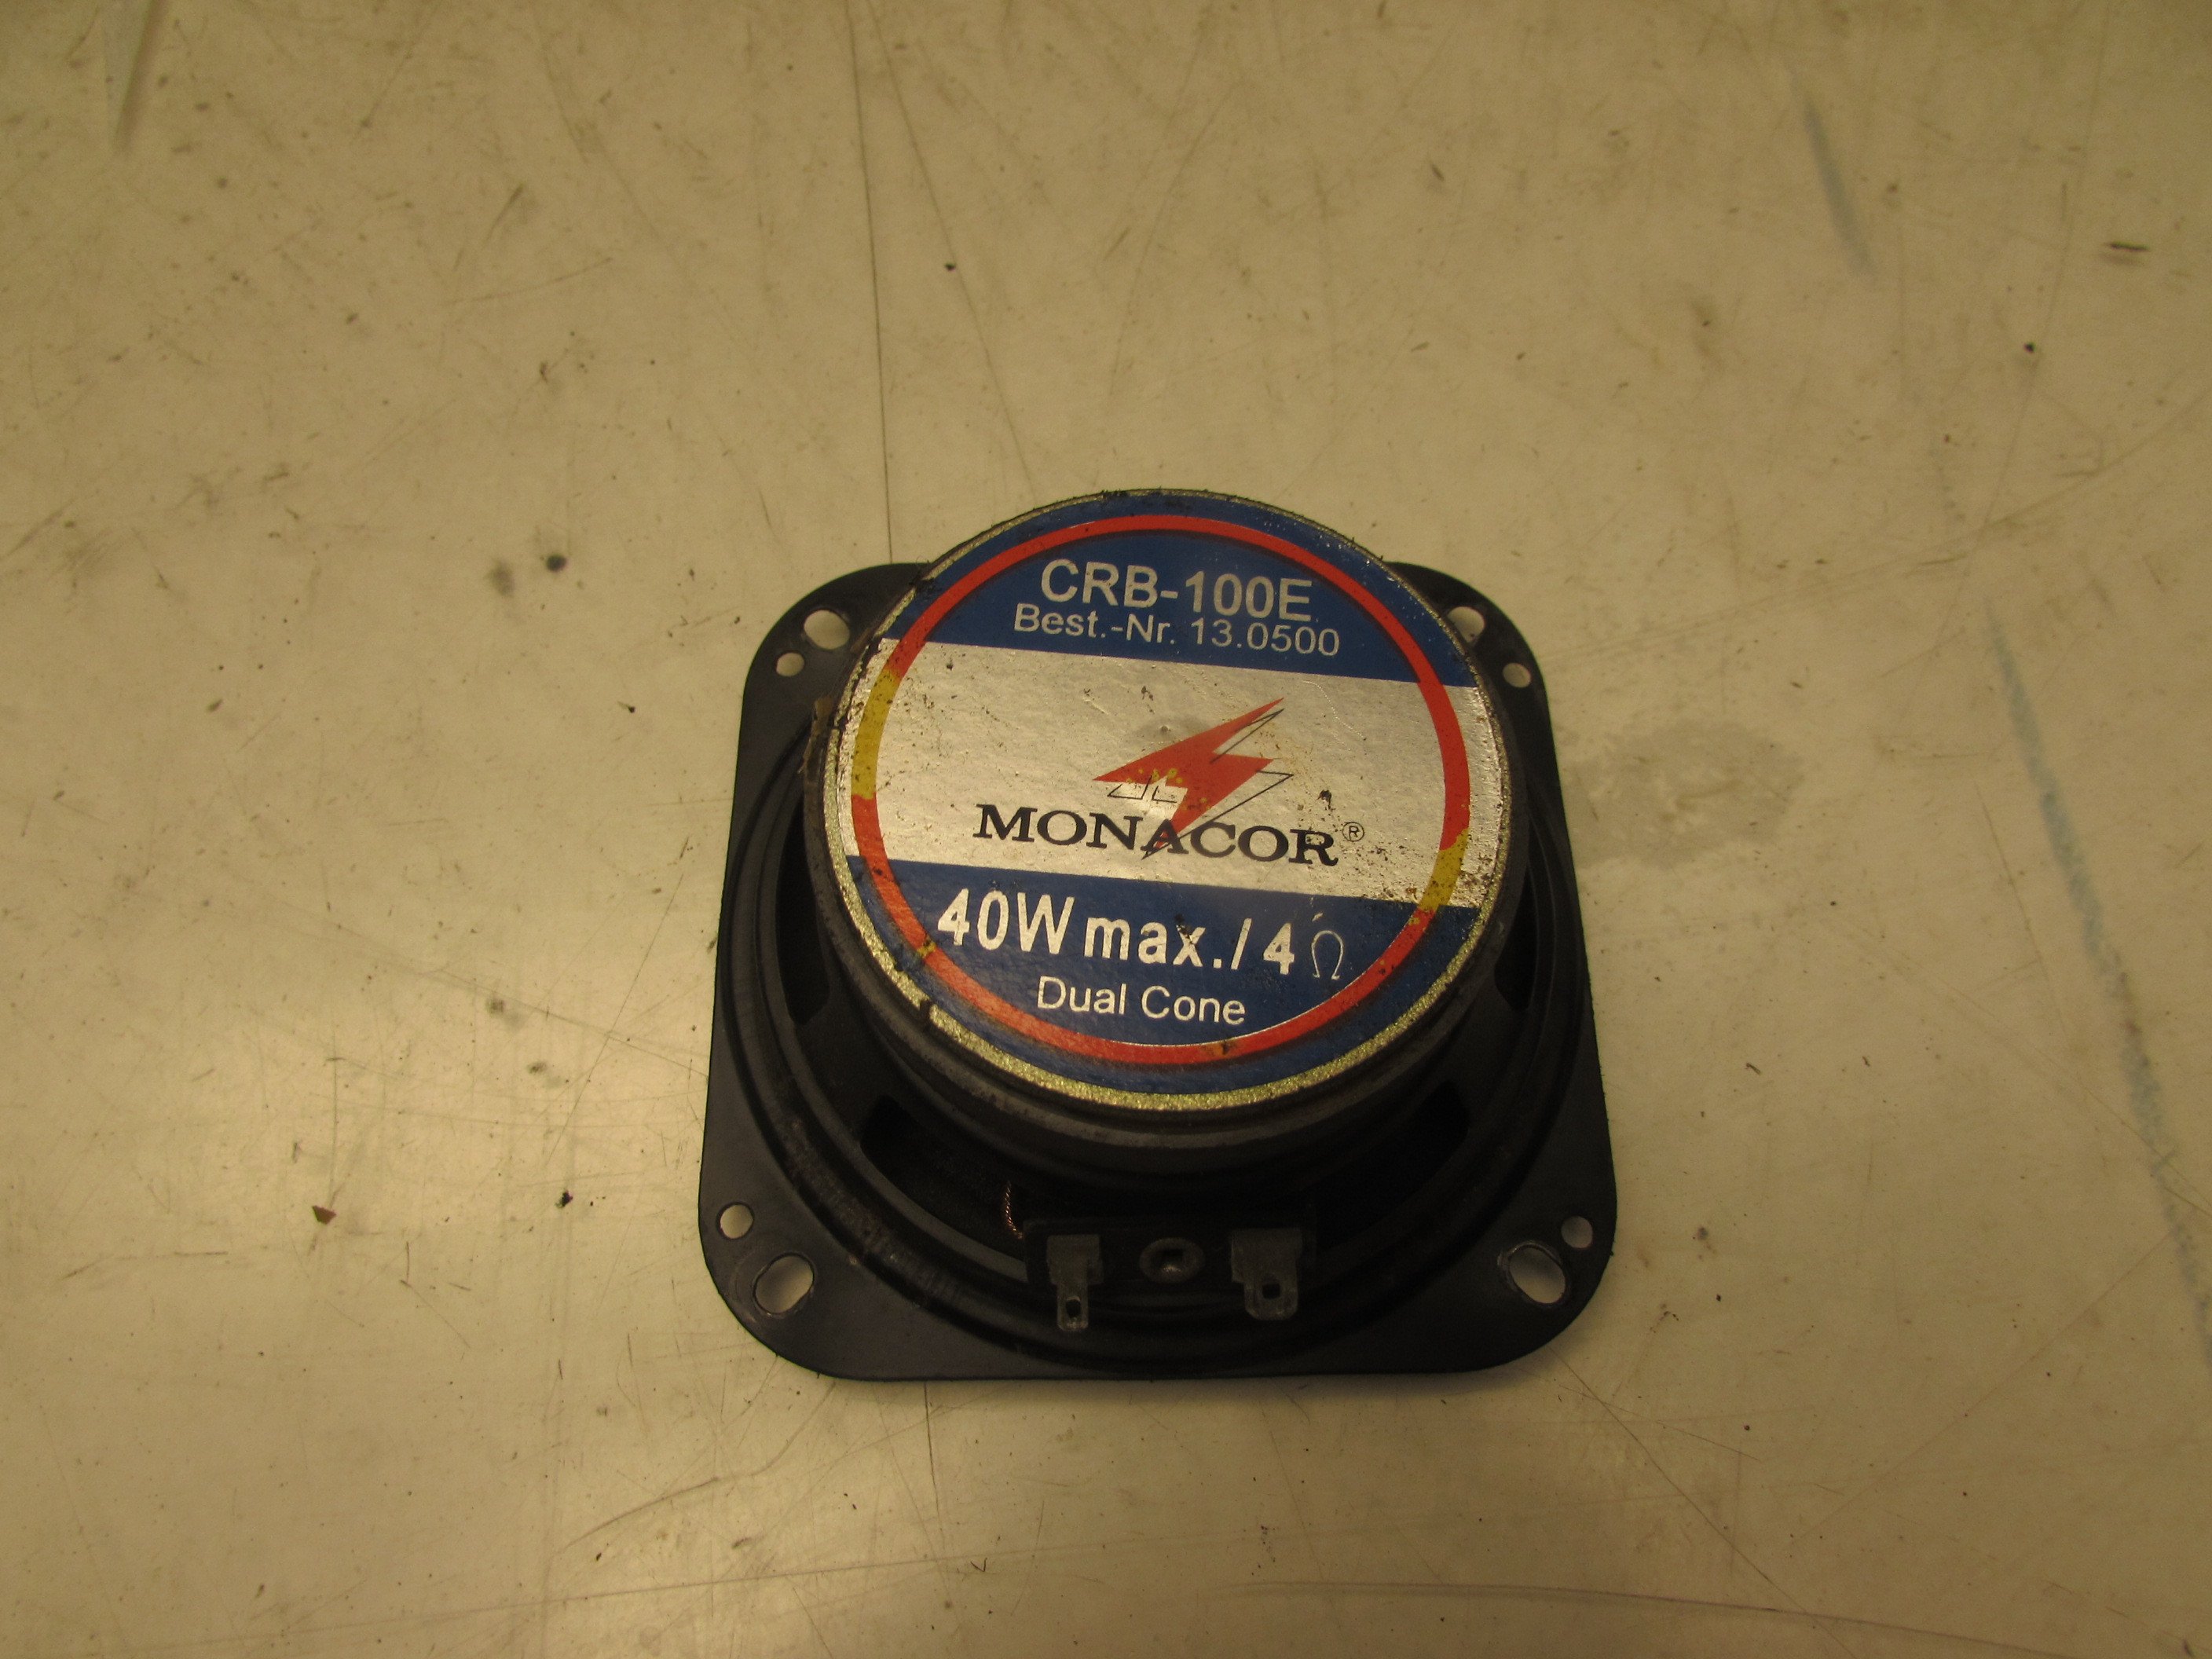 CRB-100E
Best.-Nr. 13.0500
MONACOR®
40W max./4Ω
Dual Cone